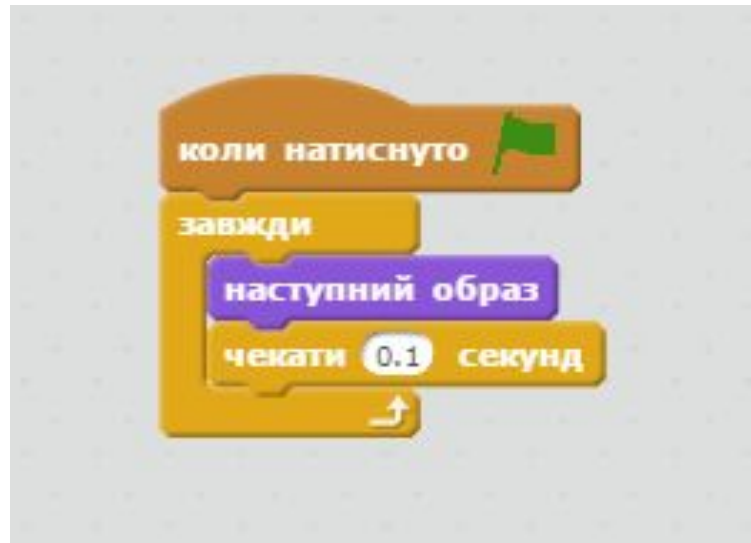 коли натиснуто
завжди
наступний образ
чекати 0.1 секунд